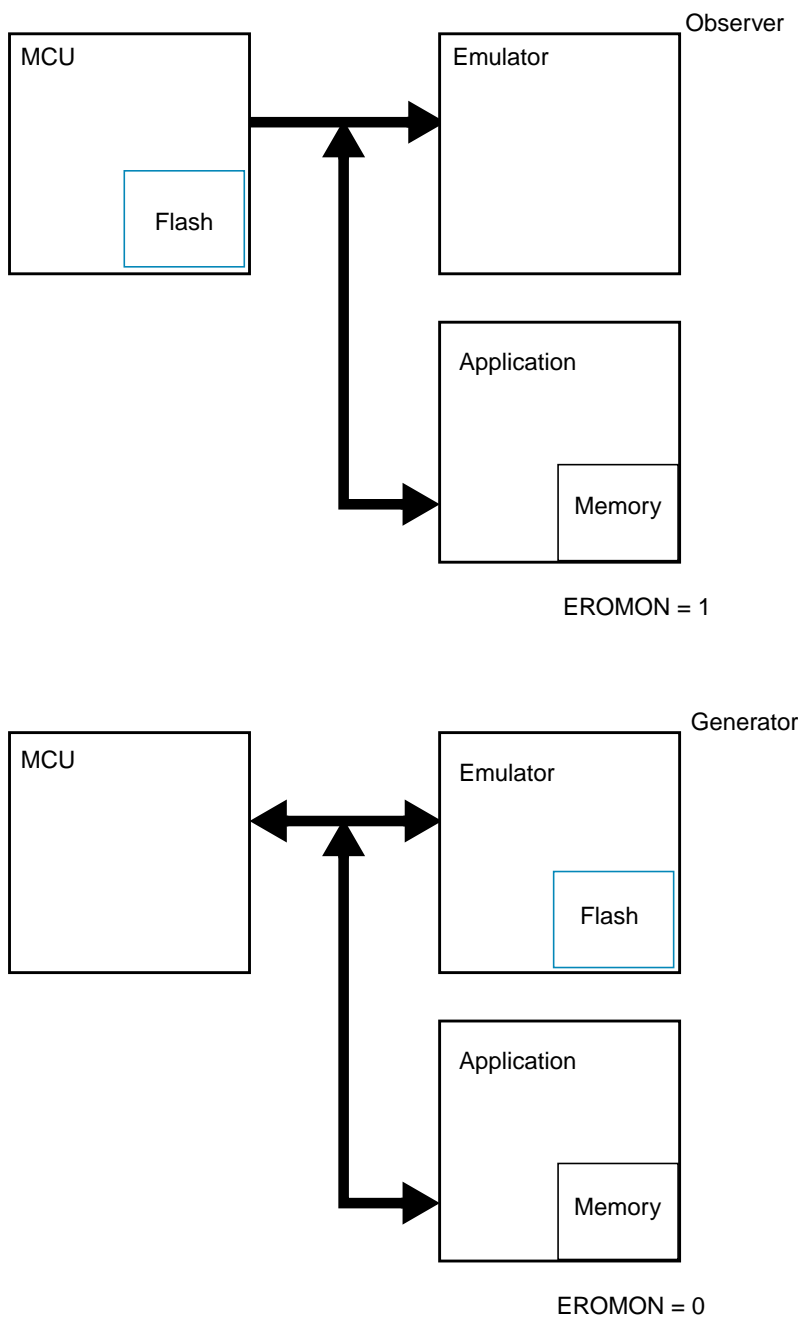 Observer
MCU
Emulator
Flash
Application
Memory
EROMON = 1
Generator
MCU
Emulator
Flash
Application
Memory
EROMON = 0